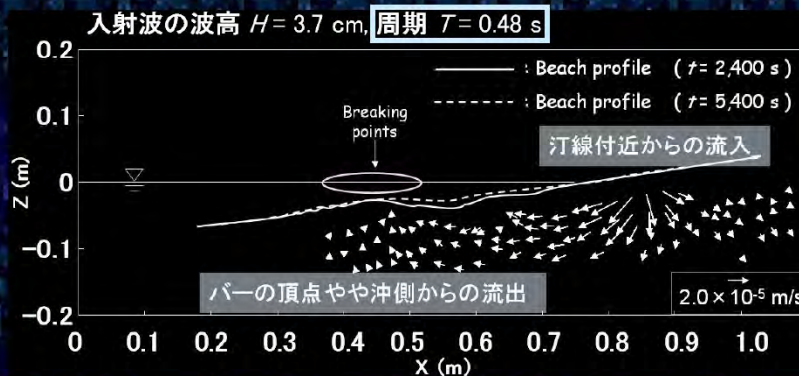 入射波の波高 H = 3.7 cm, 周期 T = 0.48 s
0.2
: Beach profile ( t = 2,400 s )
: Beach profile ( t = 5,400 s )
0.1
Breaking
points
汀線付近からの流入
0
Z (m)
−0.1
バーの頂点やや沖側からの流出
2.0 × 10-5 m/s
−0.2
0 0.1 0.2 0.3 0.4 0.5 0.6 0.7 0.8 0.9 1.0
X (m)